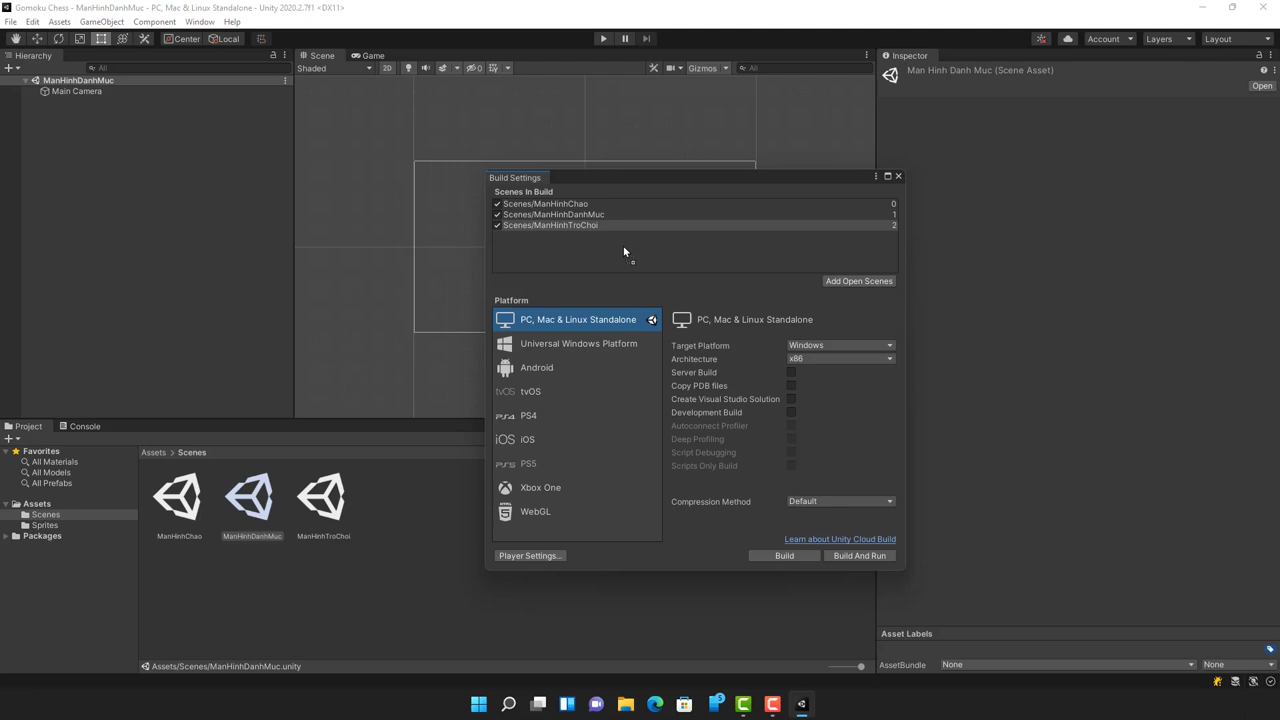 Gomoku Chess - ManHinhDanhMuc - PC, Mac & Linux Standalone - Unity 2020.2.7f1 <DX11>
File Edit Assets GameObject Component Window Help
Center Local Account Layers Layout
Hierarchy Scene Game Inspector
All Shaded 2D 0 Gizmos All
ManHinhDanhMuc
Main Camera
Man Hinh Danh Muc (Scene Asset)
Open
Build Settings
Scenes In Build
Scenes/ManHinhChao 0
Scenes/ManHinhDanhMuc 1
Scenes/ManHinhTroChoi 2
Add Open Scenes
Platform
PC, Mac & Linux Standalone
Universal Windows Platform
Android
tvOS tvOS
PS4 PS4
iOS iOS
PS5 PS5
Xbox One
WebGL
PC, Mac & Linux Standalone
Target Platform Windows
Architecture x86
Server Build
Copy PDB files
Create Visual Studio Solution
Development Build
Autoconnect Profiler
Deep Profiling
Script Debugging
Scripts Only Build
Compression Method Default
Learn about Unity Cloud Build
Player Settings... Build Build And Run
Project Console
Favorites
All Materials
All Models
All Prefabs
Assets
Scenes
Sprites
Packages
Assets > Scenes
ManHinhChao ManHinhDanhMuc ManHinhTroChoi
Assets/Scenes/ManHinhDanhMuc.unity
Asset Labels
AssetBundle None None